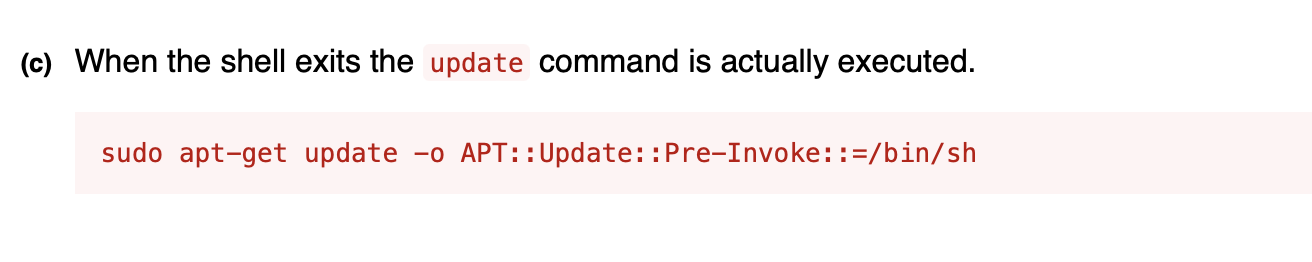 (c) When the shell exits the update command is actually executed.
sudo apt-get update -o APT::Update::Pre-Invoke::=/bin/sh